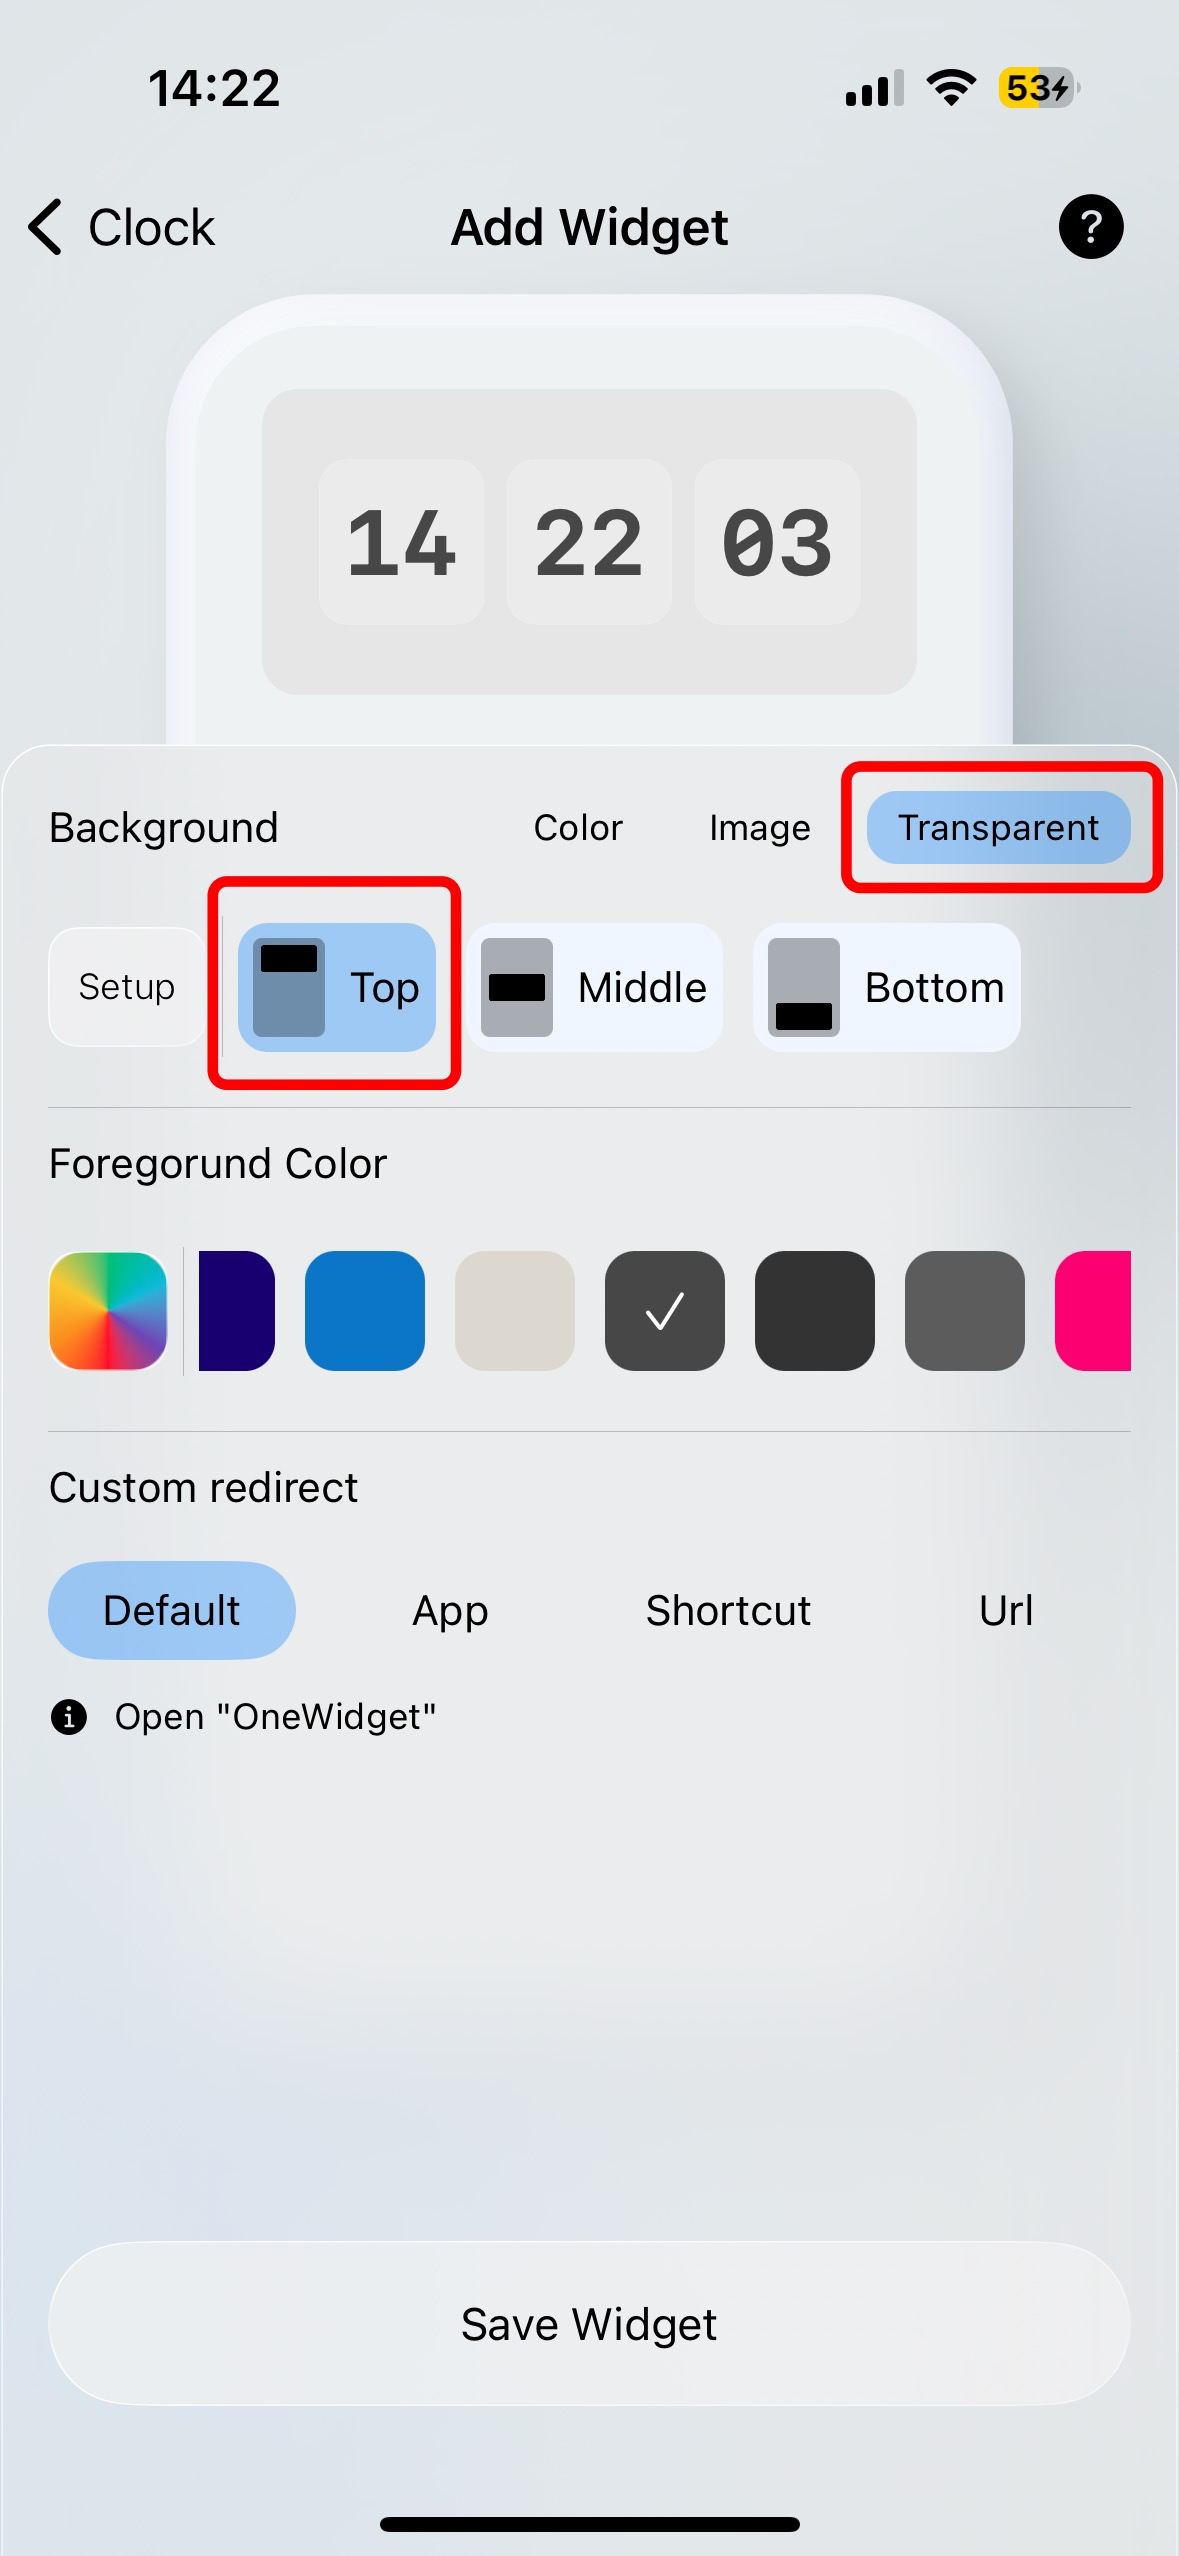 14:22
53
Clock
Add Widget
?
14 22 03
Background
Color
Image
Transparent
Setup
Top
Middle
Bottom
Foregorund Color
Custom redirect
Default
App
Shortcut
Url
Open "OneWidget"
Save Widget